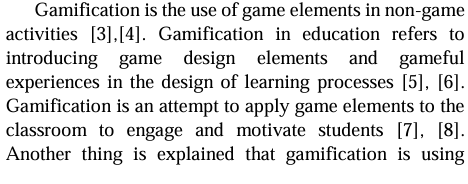 Gamification is the use of game elements in non-game
activities [3],[4]. Gamification in education refers to
introducing game design elements and gameful
experiences in the design of learning processes [5], [6].
Gamification is an attempt to apply game elements to the
classroom to engage and motivate students [7], [8].
Another thing is explained that gamification is using